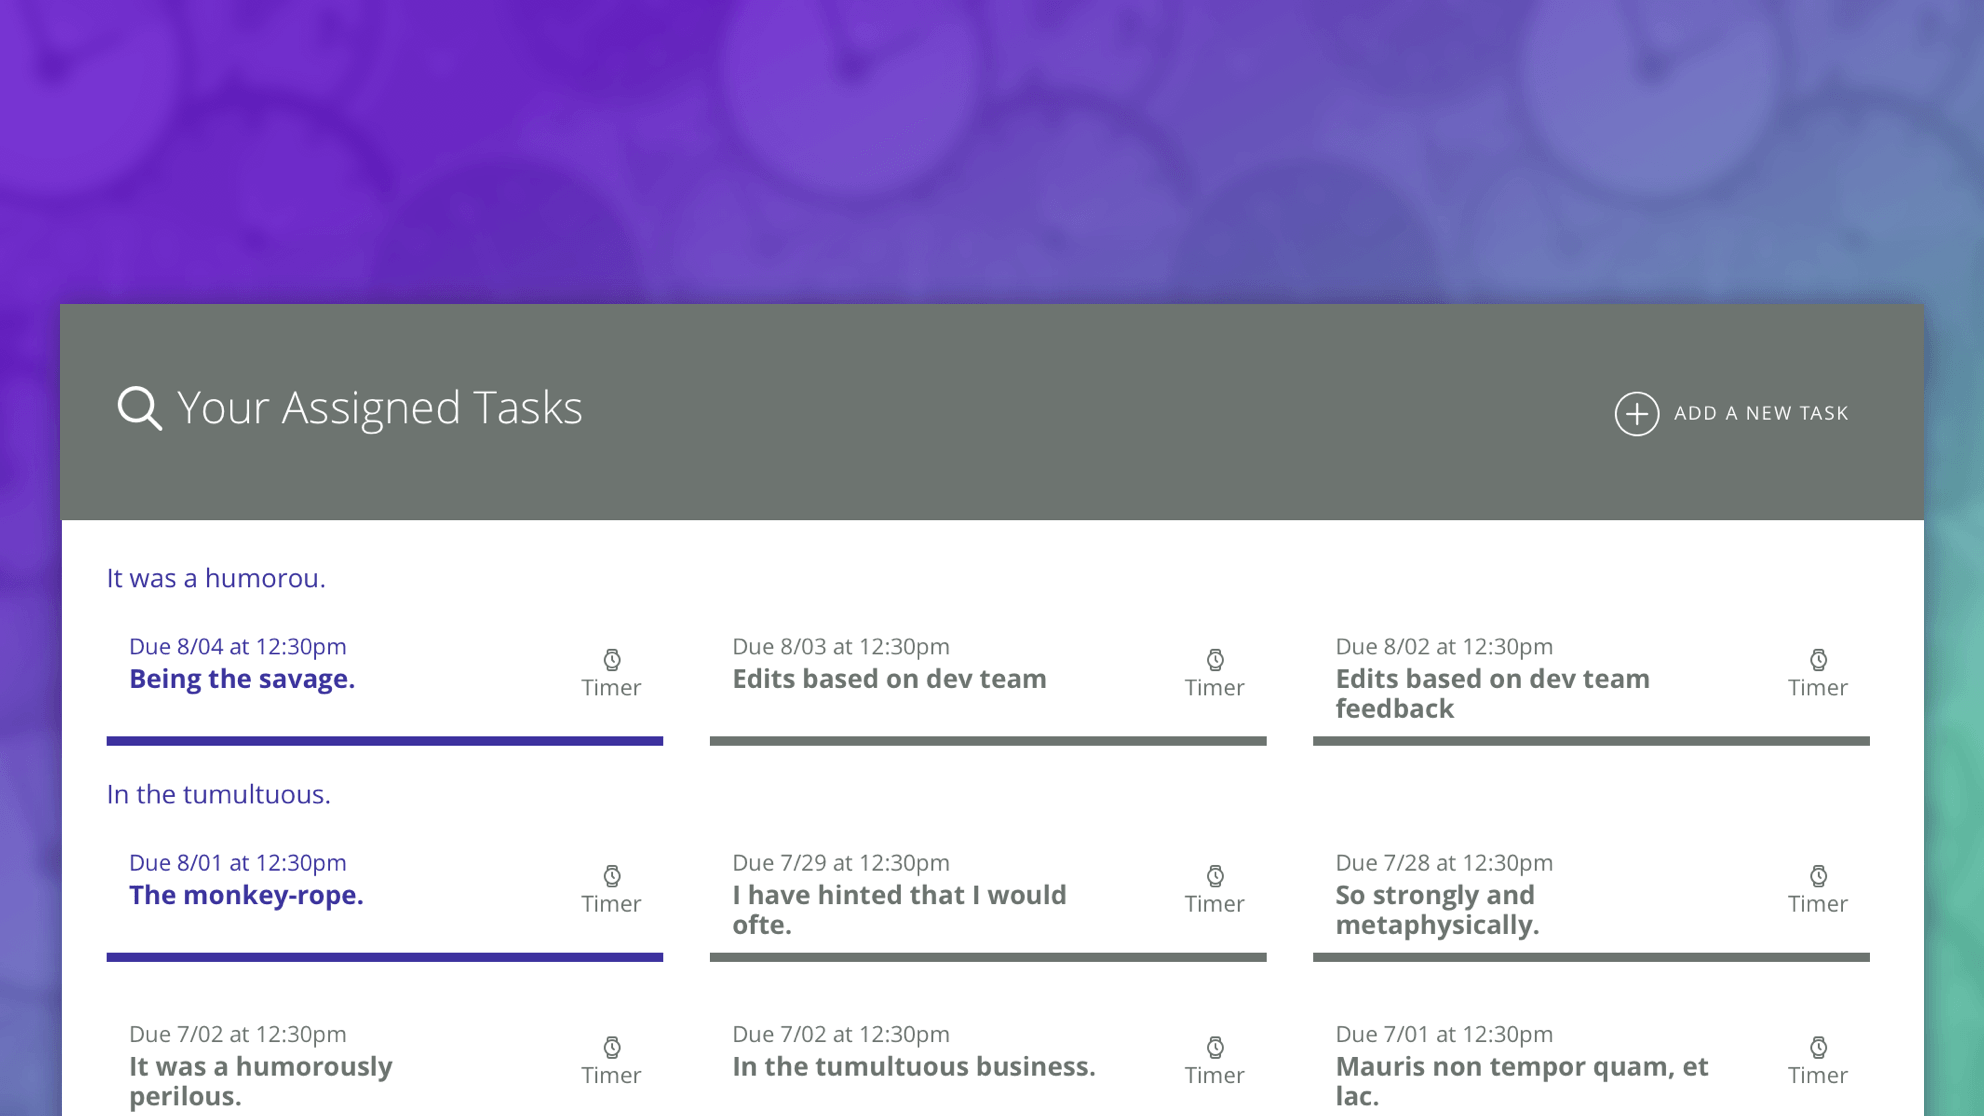 Your Assigned Tasks
ADD A NEW TASK
It was a humorou.
Due 8/04 at 12:30pm
Being the savage.
Timer
Due 8/03 at 12:30pm
Edits based on dev team
Timer
Due 8/02 at 12:30pm
Edits based on dev team
feedback
Timer
In the tumultuous.
Due 8/01 at 12:30pm
The monkey-rope.
Timer
Due 7/29 at 12:30pm
I have hinted that I would
ofte.
Timer
Due 7/28 at 12:30pm
So strongly and
metaphysically.
Timer
Due 7/02 at 12:30pm
It was a humorously
perilous.
Timer
Due 7/02 at 12:30pm
In the tumultuous business.
Timer
Due 7/01 at 12:30pm
Mauris non tempor quam, et
lac.
Timer